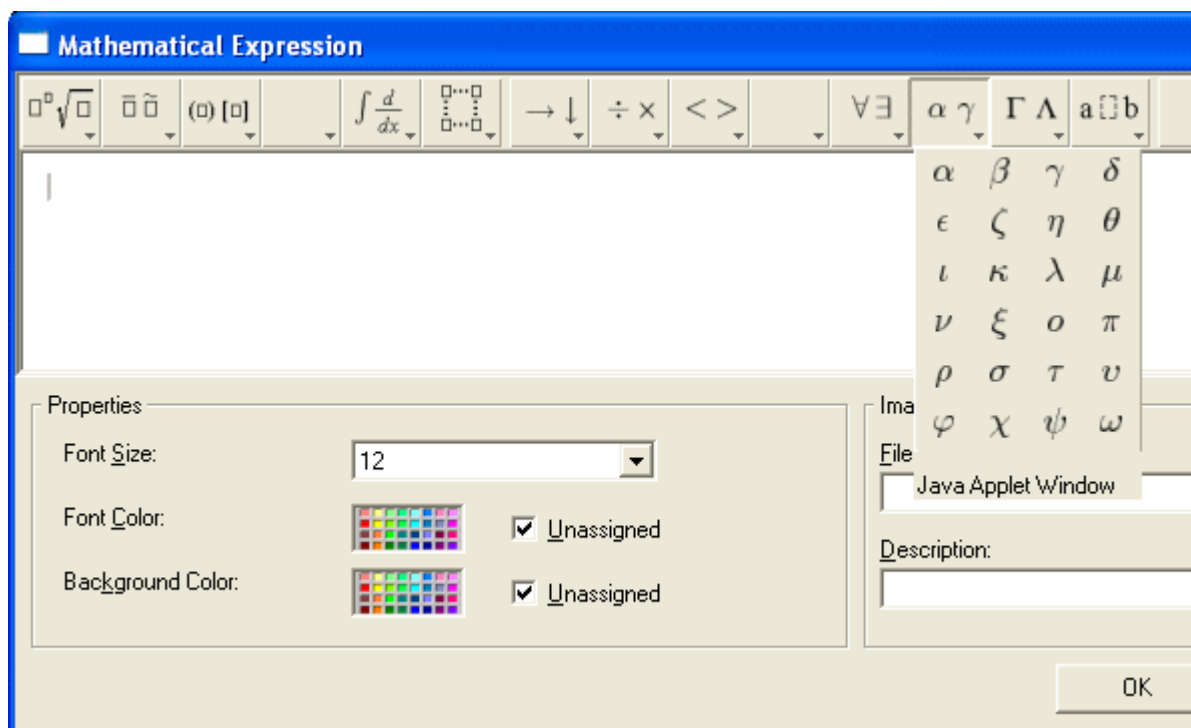 Mathematical Expression
□□√□ □̅ □̃ (□) [□] ∫ d/dx □···□ □···□ → ↓ ÷ × < > ∀ ∃ α γ Γ Λ a □ b
α β γ δ
ϵ ζ η θ
ι κ λ μ
ν ξ ο π
ρ σ τ υ
φ χ ψ ω
Properties
Font Size:
12
Font Color:
Unassigned
Background Color:
Unassigned
Ima
File
Java Applet Window
Description:
OK